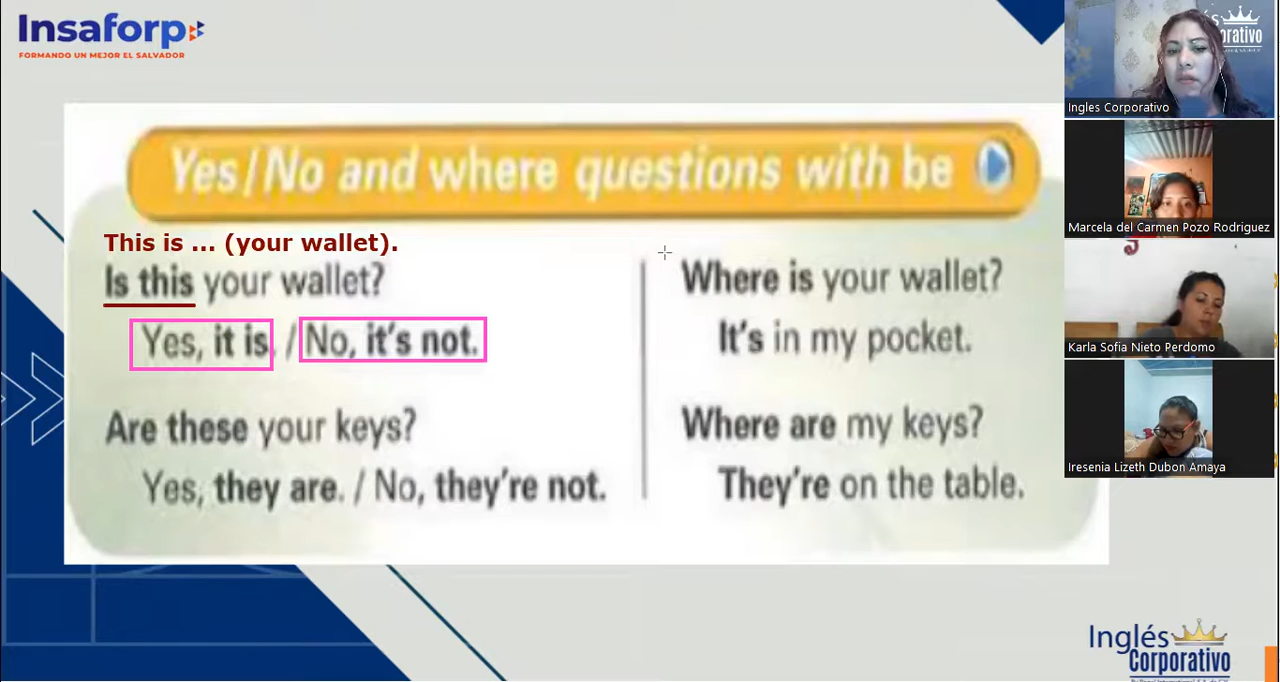 Insaforp
FORMANDO UN MEJOR EL SALVADOR
Yes/No and where questions with be
This is ... (your wallet).
Is this your wallet?
Yes, it is. / No, it's not.
Are these your keys?
Yes, they are. / No, they're not.
Where is your wallet?
It's in my pocket.
Where are my keys?
They're on the table.
Ingles Corporativo
Marcela del Carmen Pozo Rodriguez
Karla Sofia Nieto Perdomo
Iresenia Lizeth Dubon Amaya
Inglés
Corporativo